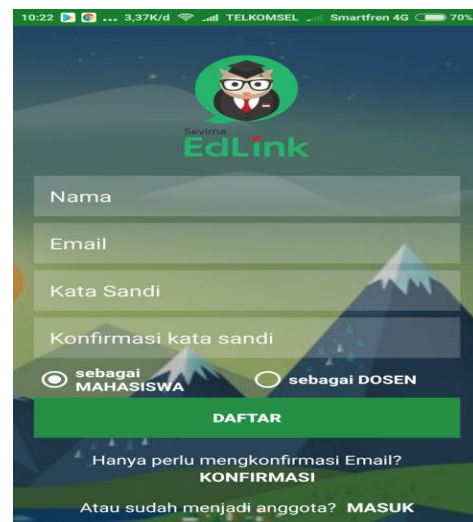 10:22 ... 3,37K/d TELKOMSEL Smartfren 4G 70%
Sevima
EdLink
Nama
Email
Kata Sandi
Konfirmasi kata sandi
sebagai
MAHASISWA
sebagai DOSEN
DAFTAR
Hanya perlu mengkonfirmasi Email?
KONFIRMASI
Atau sudah menjadi anggota? MASUK